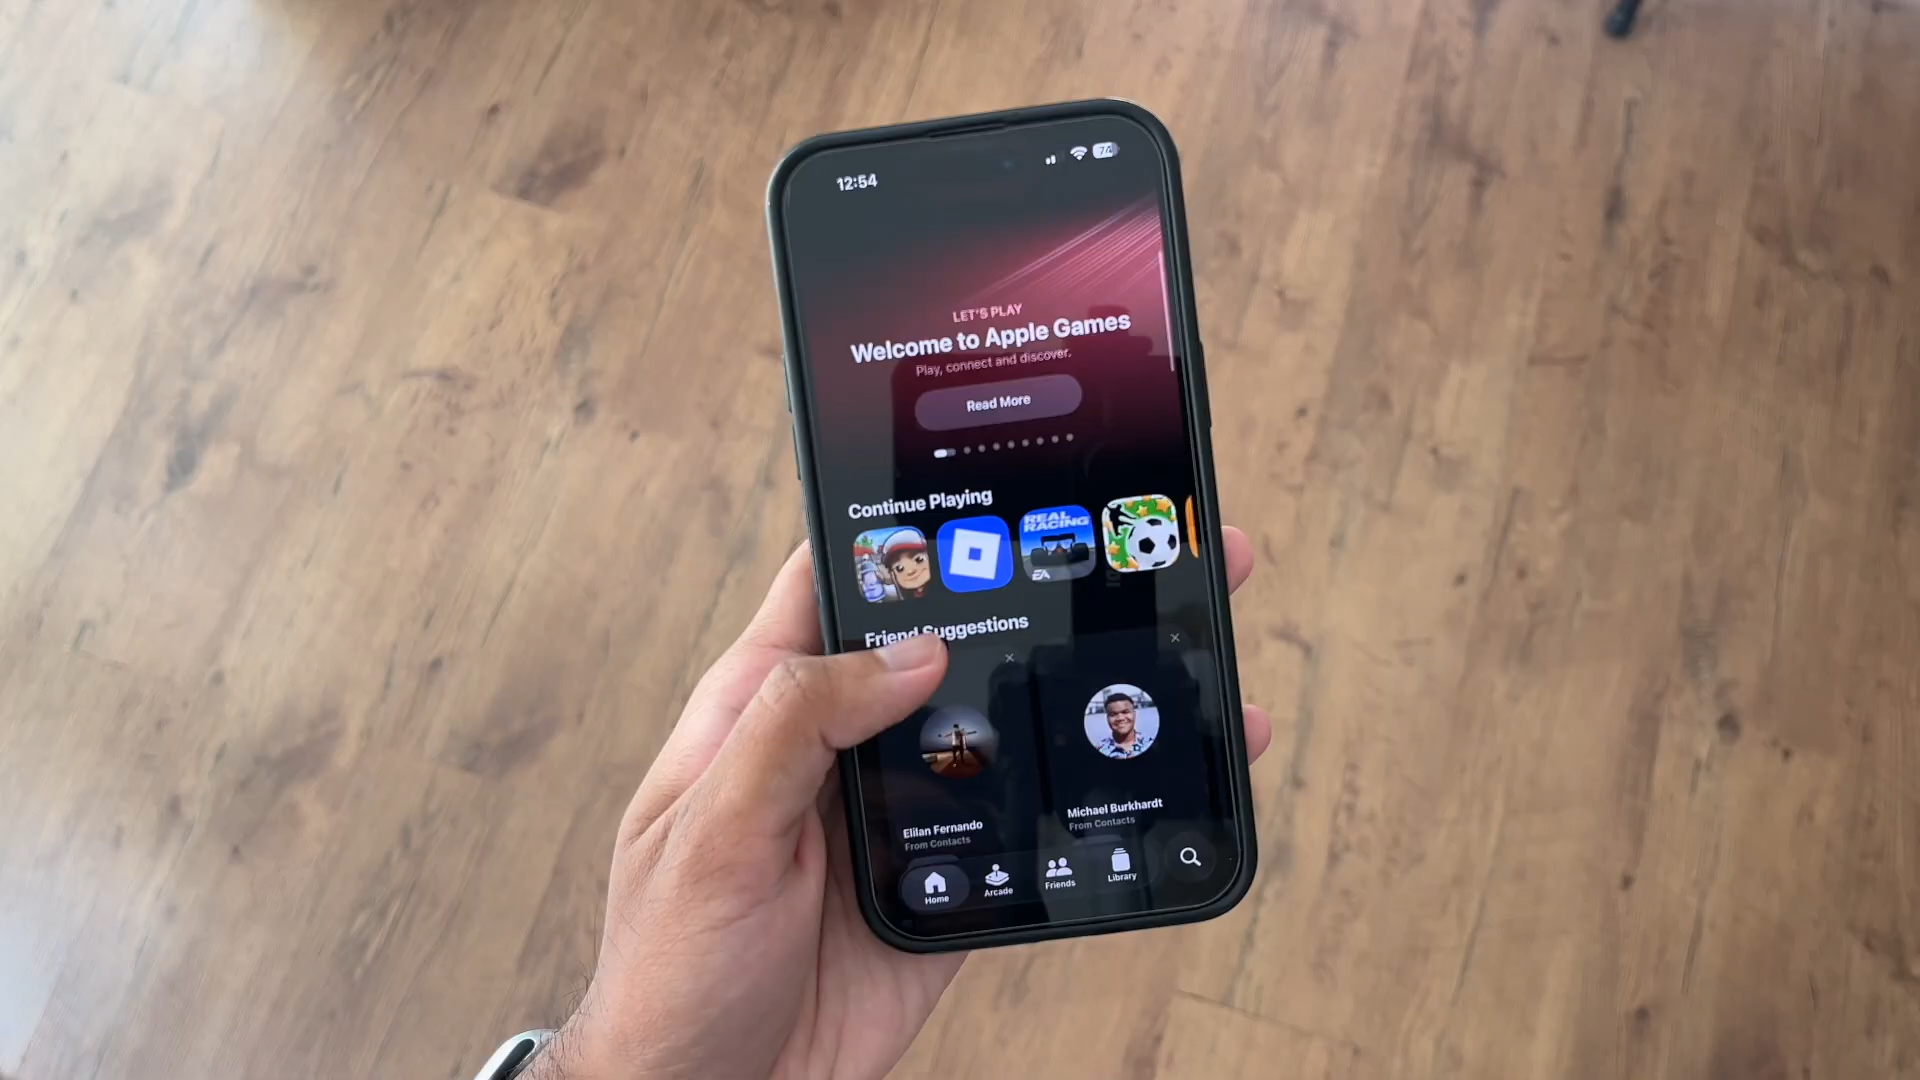 12:54
74
LET'S PLAY
Welcome to Apple Games
Play, connect and discover.
Read More
Continue Playing
REAL
RACING
EA
Friend Suggestions
Elilan Fernando
From Contacts
Michael Burkhardt
From Contacts
Home
Arcade
Friends
Library